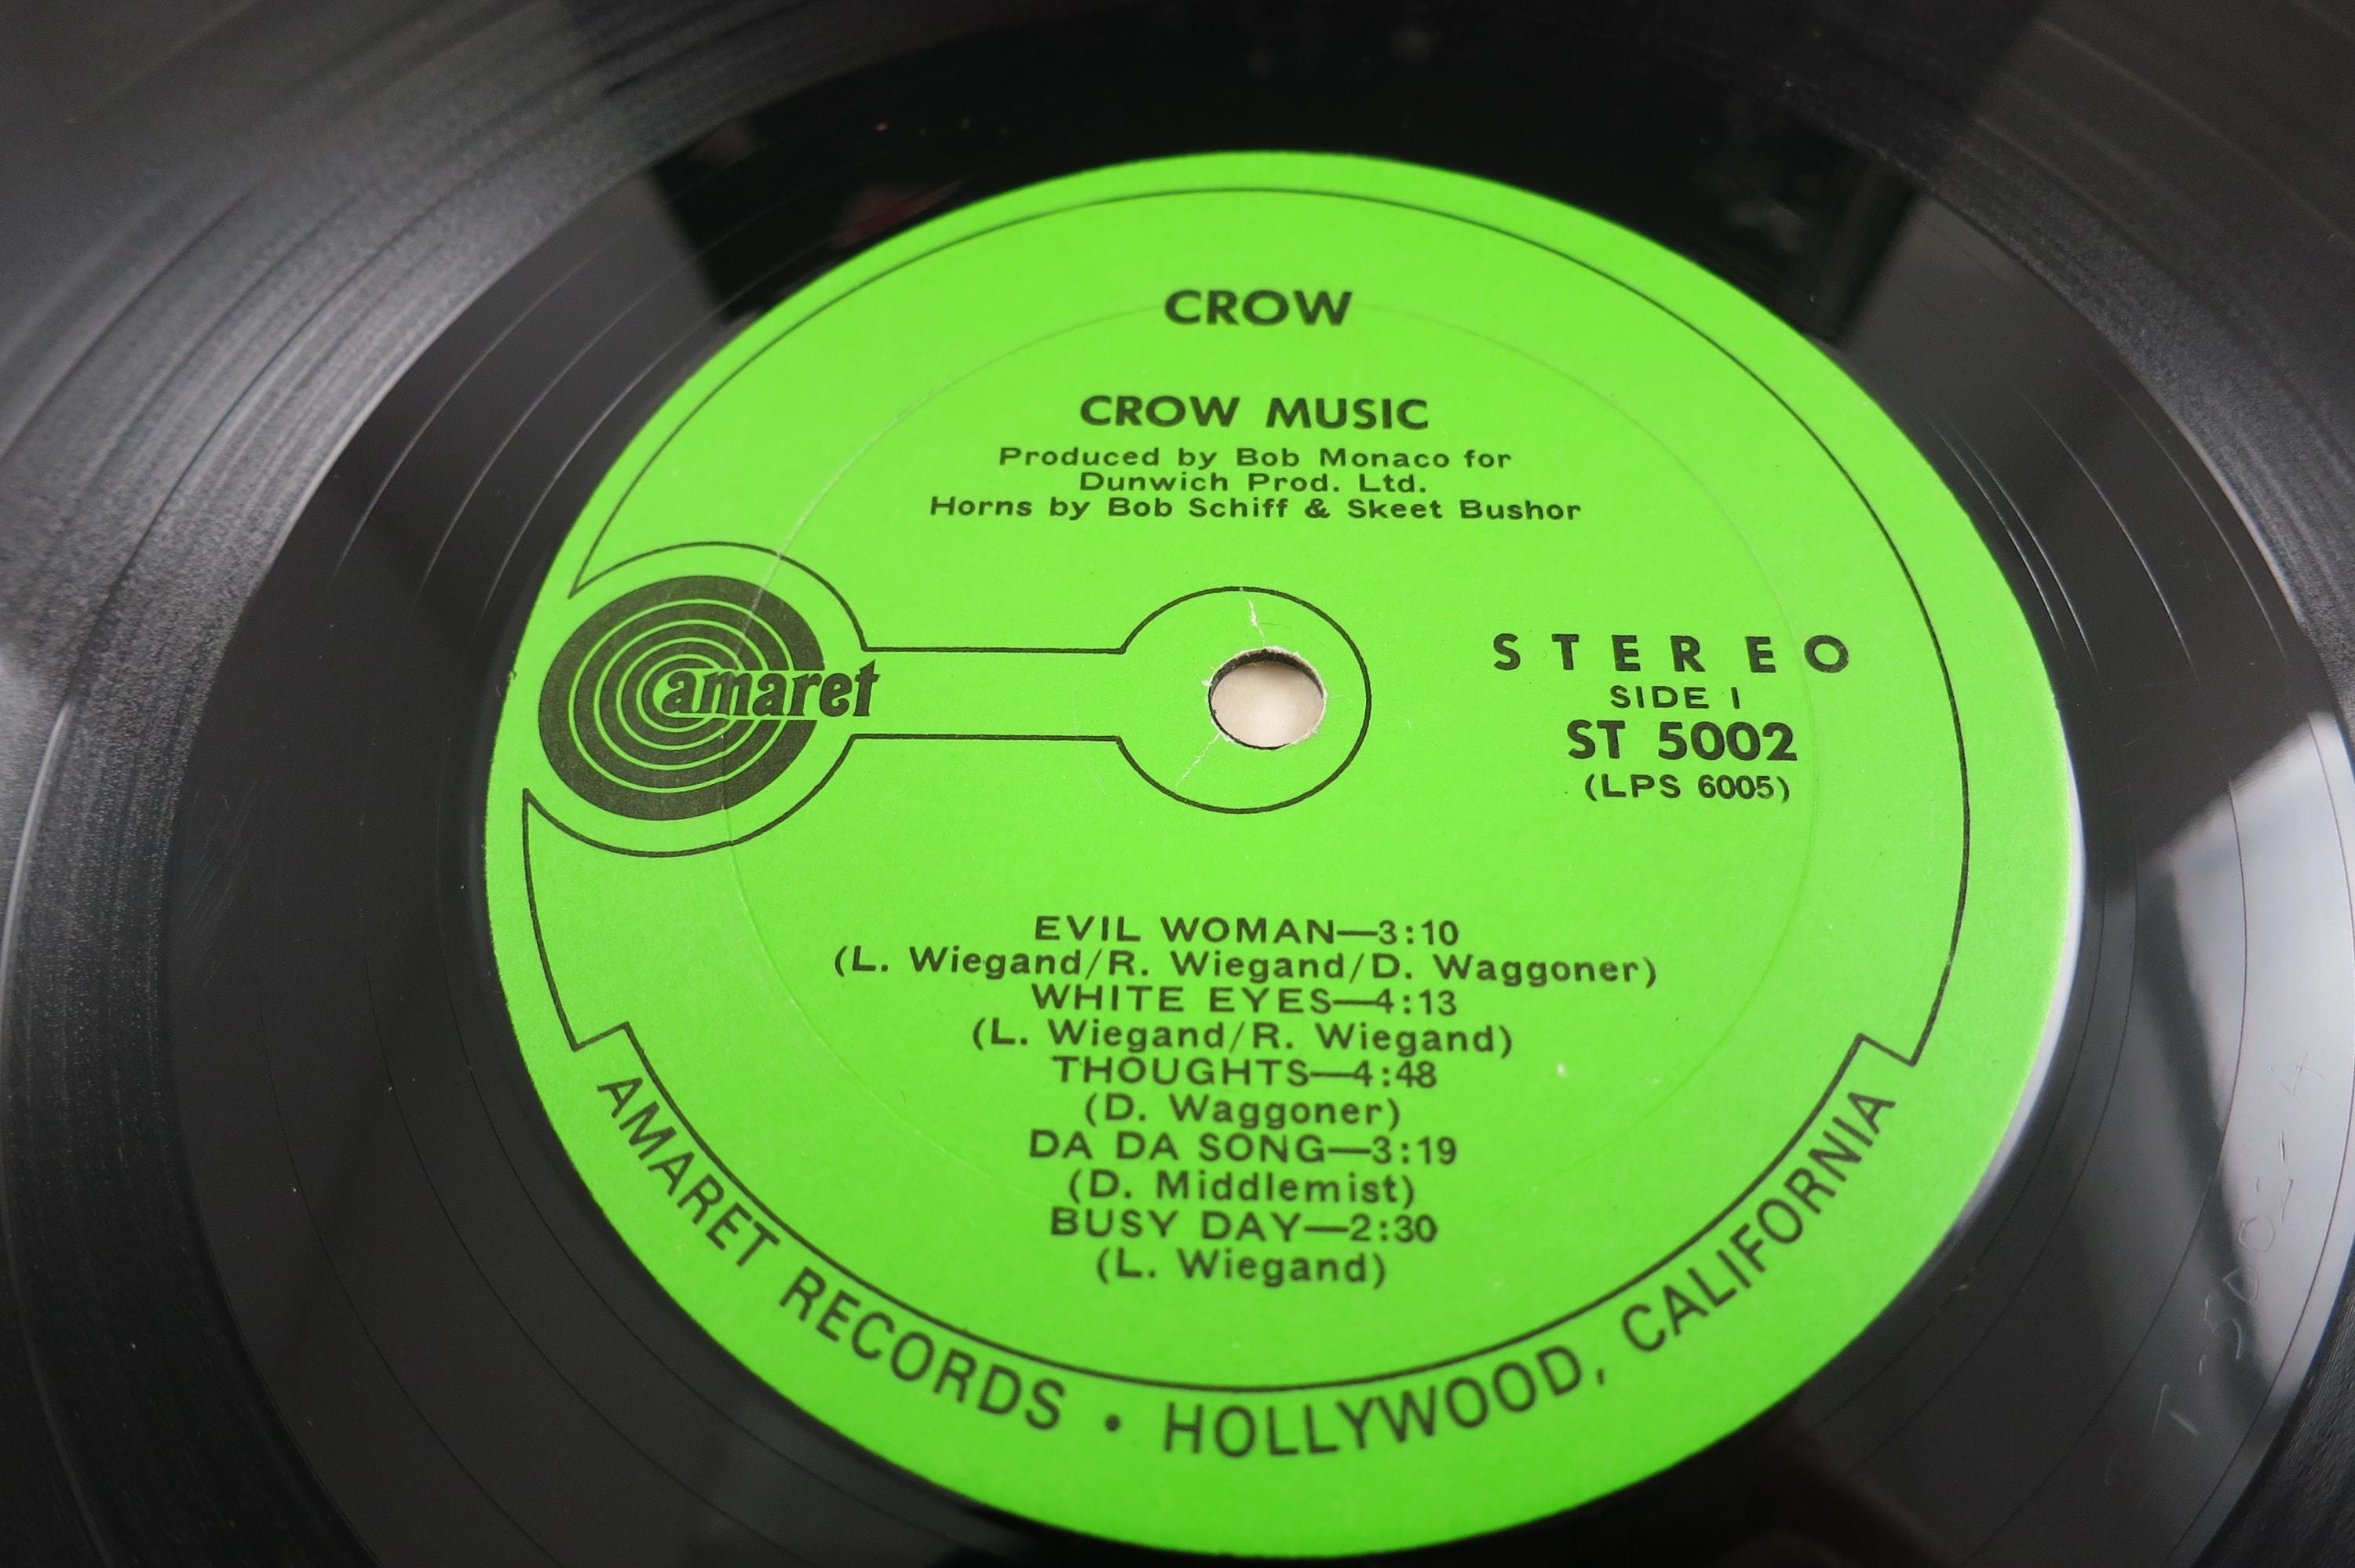 CROW
CROW MUSIC
Produced by Bob Monaco for
Dunwich Prod. Ltd.
Horns by Bob Schiff & Skeet Bushor
amaret
STEREO
SIDE 1
ST 5002
(LPS 6005)
EVIL WOMAN—3:10
(L. Wiegand/R. Wiegand/D. Waggoner)
WHITE EYES—4:13
(L. Wiegand/R. Wiegand)
THOUGHTS—4:48
(D. Waggoner)
DA DA SONG—3:19
(D. Middlemist)
BUSY DAY—2:30
(L. Wiegand)
AMARET RECORDS • HOLLYWOOD, CALIFORNIA